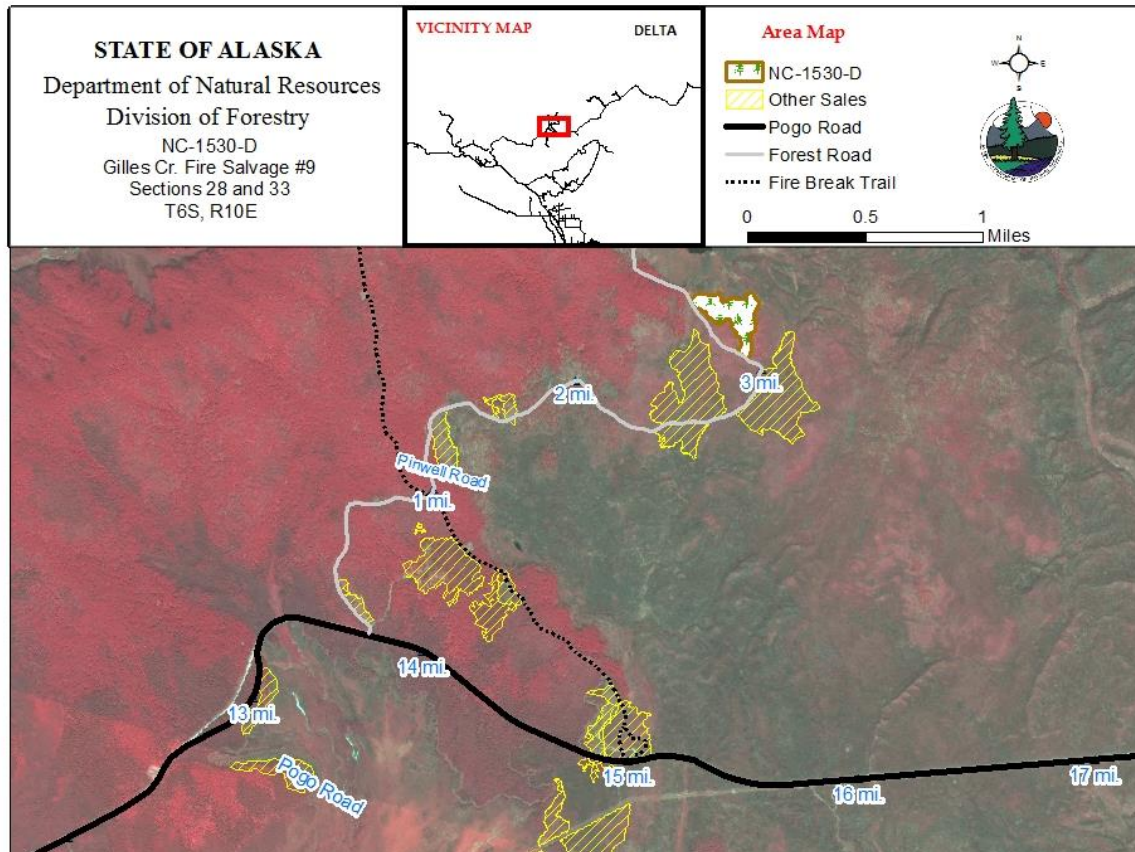 STATE OF ALASKA
Department of Natural Resources
Division of Forestry
NC-1530-D
Gilles Cr. Fire Salvage #9
Sections 28 and 33
T6S, R10E
VICINITY MAP
DELTA
Area Map
NC-1530-D
Other Sales
Pogo Road
Forest Road
Fire Break Trail
0 0.5 1
Miles
N
W E
S
3 mi.
2 mi.
Pinwell Road
1 mi.
14 mi.
13 mi.
Pogo Road
15 mi.
16 mi.
17 mi.